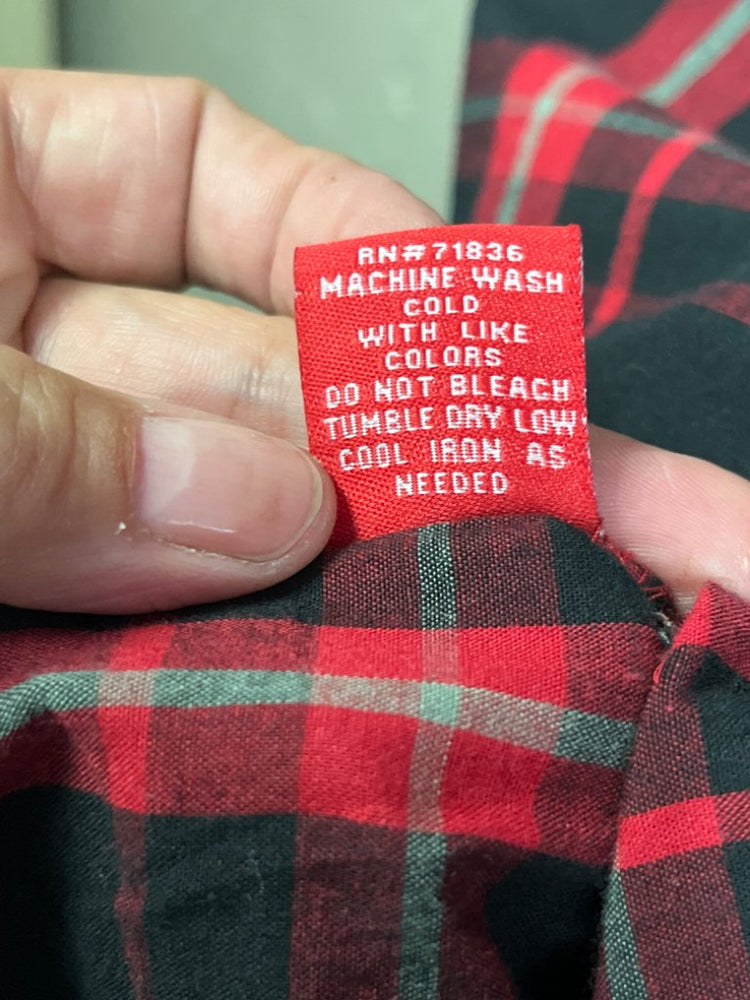 RN#71836
MACHINE WASH
COLD
WITH LIKE
COLORS
DO NOT BLEACH
TUMBLE DRY LOW
COOL IRON AS
NEEDED